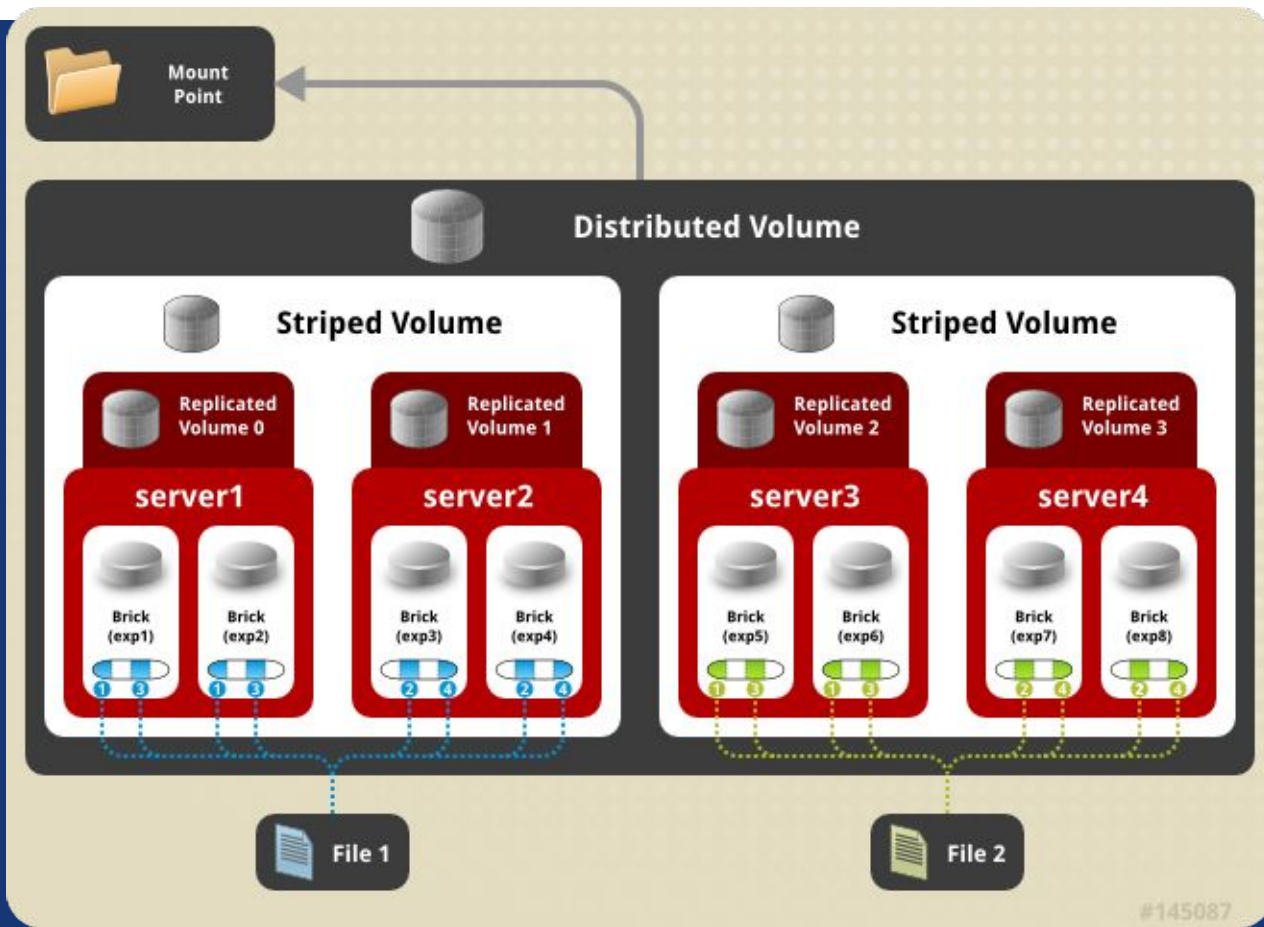 Mount
Point
Distributed Volume
Striped Volume
Striped Volume
Replicated
Volume 0
Replicated
Volume 1
Replicated
Volume 2
Replicated
Volume 3
server1
server2
server3
server4
Brick
(exp1)
Brick
(exp2)
Brick
(exp3)
Brick
(exp4)
Brick
(exp5)
Brick
(exp6)
Brick
(exp7)
Brick
(exp8)
1 3
1 3
2 4
2 4
1 3
1 3
2 4
2 4
File 1
File 2
#145087